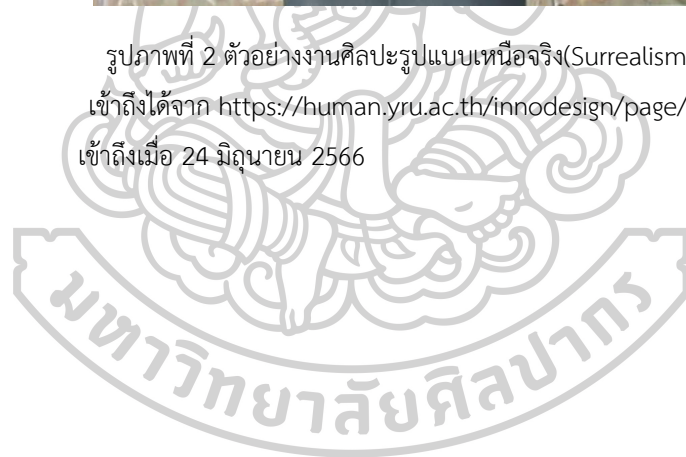 รูปภาพที่ 2 ตัวอย่างงานศิลปะรูปแบบเหนือจริง(Surrealism
เข้าถึงได้จาก https://human.yru.ac.th/innodesign/page/
เข้าถึงเมื่อ 24 มิถุนายน 2566
มหาวิทยาลัยศิลปากร